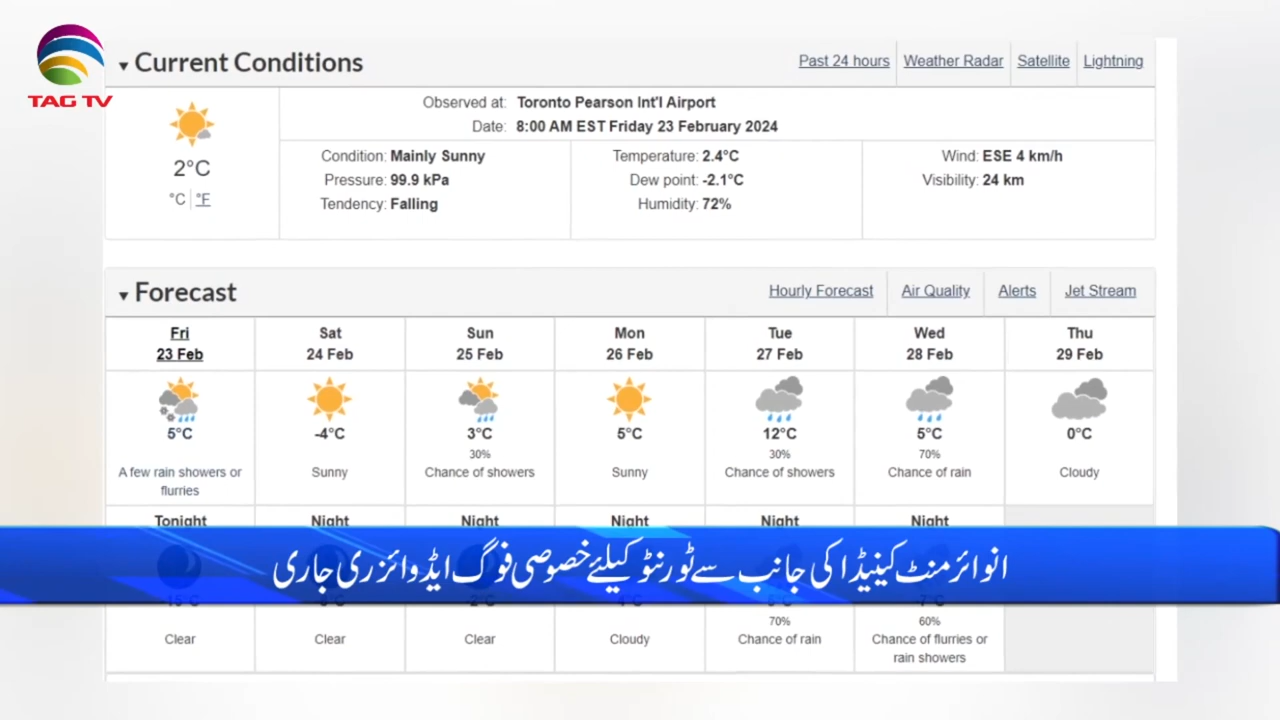 TAG TV
Current Conditions
Past 24 hours Weather Radar Satellite Lightning
Observed at: Toronto Pearson Int'l Airport
Date: 8:00 AM EST Friday 23 February 2024
2°C
°C °F
Condition: Mainly Sunny
Pressure: 99.9 kPa
Tendency: Falling
Temperature: 2.4°C
Dew point: -2.1°C
Humidity: 72%
Wind: ESE 4 km/h
Visibility: 24 km
Forecast
Hourly Forecast Air Quality Alerts Jet Stream
Fri Sat Sun Mon Tue Wed Thu
23 Feb 24 Feb 25 Feb 26 Feb 27 Feb 28 Feb 29 Feb
5°C -4°C 3°C 5°C 12°C 5°C 0°C
30% 30% 70%
A few rain showers or flurries
Sunny
Chance of showers
Sunny
Chance of showers
Chance of rain
Cloudy
Tonight Night Night Night Night Night
انوائرمنٹ کینیڈا کی جانب سے ٹورنٹو کیلئے خصوصی فوگ ایڈوائزری جاری
70% 60%
Clear
Clear
Clear
Cloudy
Chance of rain
Chance of flurries or
rain showers